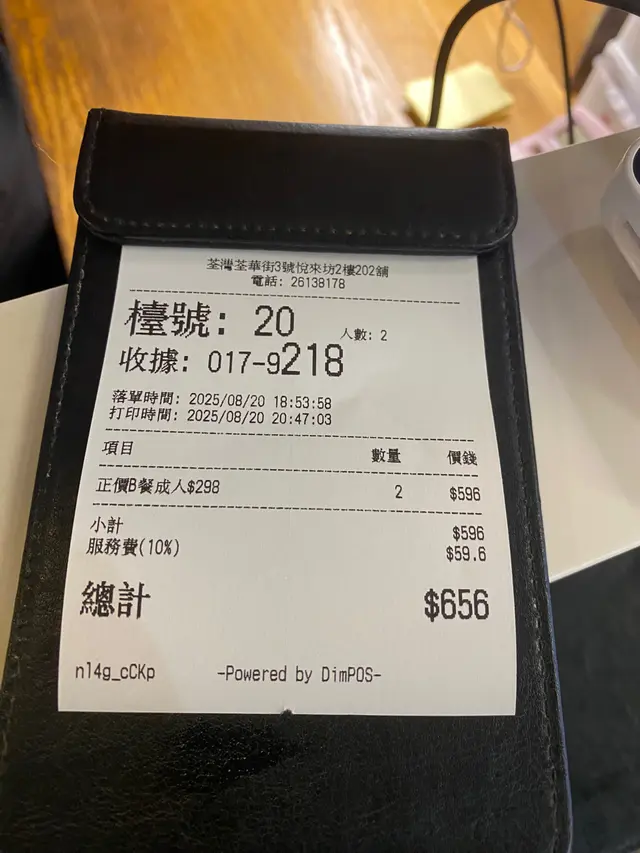 荃灣荃華街3號悅來坊2樓202舖
電話: 26138178
檯號: 20 人數: 2
收據: 017-9218
落單時間: 2025/08/20 18:53:58
打印時間: 2025/08/20 20:47:03
項目 數量 價錢
正價B餐成人$298 2 $596
小計 $596
服務費(10%) $59.6
總計 $656
nl4g_cCKp -Powered by DimPOS-